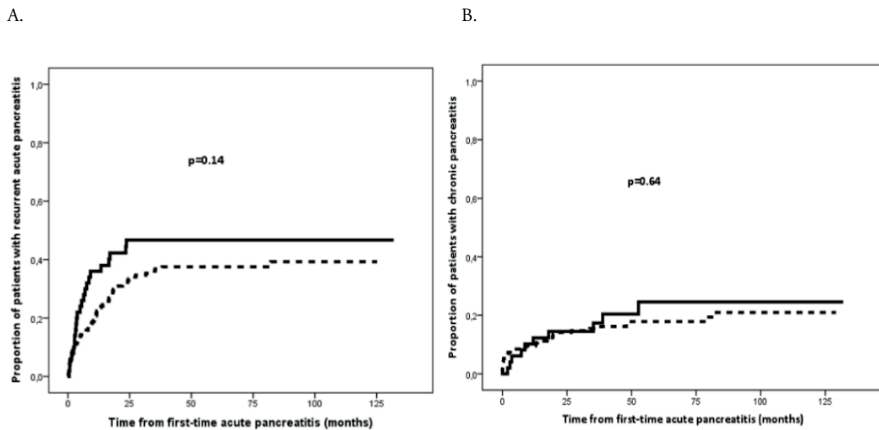 A.
Proportion of patients with recurrent acute pancreatitis
1,0
0,8
0,6
0,4
0,2
0,0
p=0.14
0 25 50 75 100 125
Time from first-time acute pancreatitis (months)
B.
Proportion of patients with chronic pancreatitis
1,0
0,8
0,6
0,4
0,2
0,0
p=0.64
0 25 50 75 100 125
Time from first-time acute pancreatitis (months)